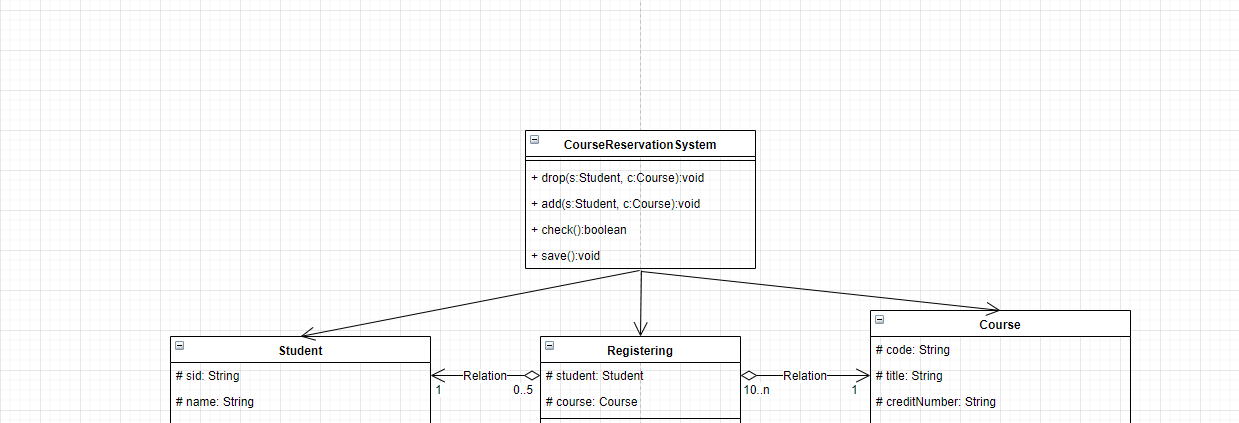 CourseReservationSystem
+ drop(s:Student, c:Course):void
+ add(s:Student, c:Course):void
+ check():boolean
+ save():void
Student
# sid: String
# name: String
Relation
1
0..5
Registering
# student: Student
# course: Course
Relation
10..n
1
Course
# code: String
# title: String
# creditNumber: String